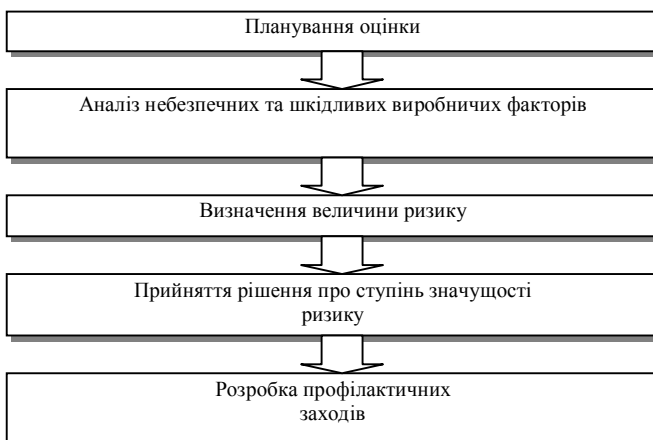 Планування оцінки
Аналіз небезпечних та шкідливих виробничих факторів
Визначення величини ризику
Прийняття рішення про ступінь значущості
ризику
Розробка профілактичних
заходів